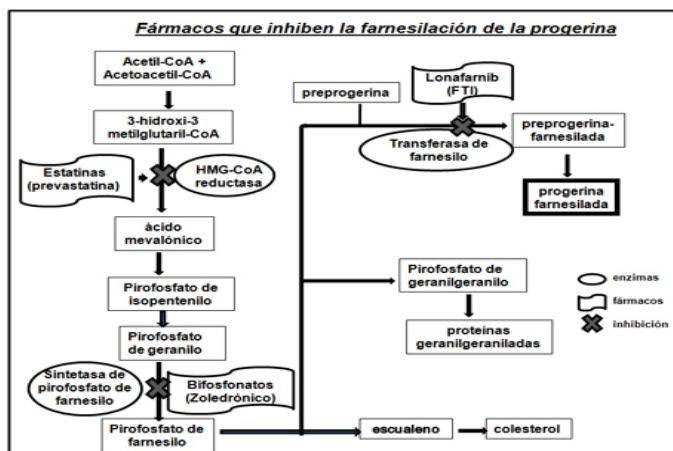 Fármacos que inhiben la farnesilación de la progerina
Acetil-CoA +
Acetoacetil-CoA
3-hidroxi-3
metilglutaril-CoA
Estatinas
(prevastatina)
HMG-CoA
reductasa
ácido
mevalónico
Pirofosfato de
isopentenilo
Pirofosfato
de geranilo
Sintetasa de
pirofosfato de
farnesilo
Bifosfonatos
(Zoledrónico)
Pirofosfato de
farnesilo
preprogerina
Lonafarnib
(FTI)
Transferasa de
farnesilo
preprogerina-
farnesilada
progerina
farnesilada
Pirofosfato de
geranilgeranilo
proteínas
geranilgeraniladas
escualeno
colesterol
enzimas
fármacos
inhibición